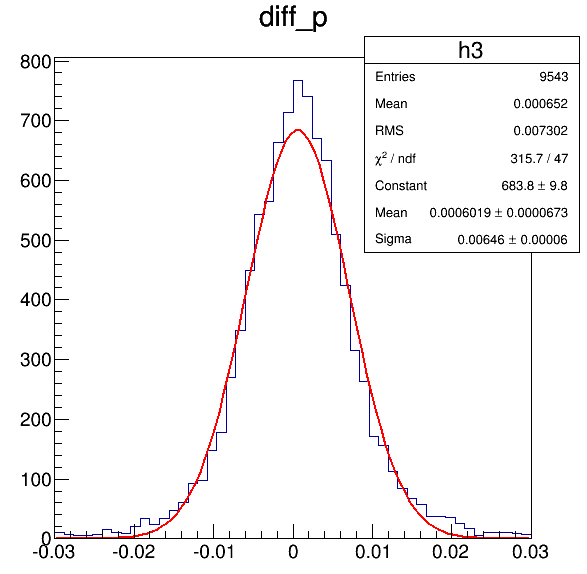 diff_p
h3
Entries 9543
Mean 0.000652
RMS 0.007302
χ² / ndf 315.7 / 47
Constant 683.8 ± 9.8
Mean 0.0006019 ± 0.0000673
Sigma 0.00646 ± 0.00006
800
700
600
500
400
300
200
100
0
-0.03 -0.02 -0.01 0 0.01 0.02 0.03